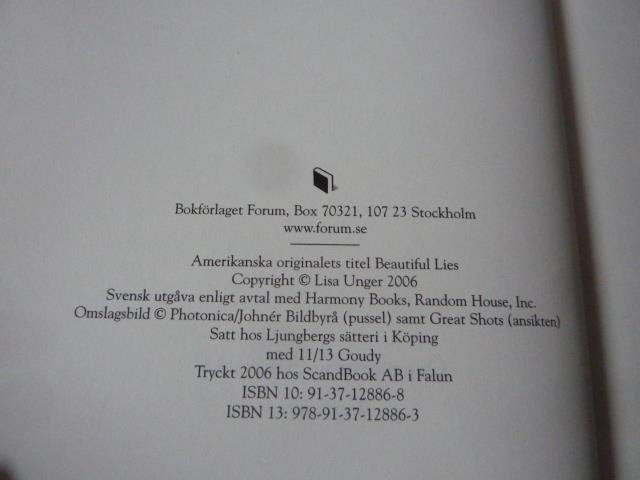 Bokförlaget Forum, Box 70321, 107 23 Stockholm
www.forum.se
Amerikanska originalets titel Beautiful Lies
Copyright © Lisa Unger 2006
Svensk utgåva enligt avtal med Harmony Books, Random House, Inc.
Omslagsbild © Photonica/Johnér Bildbyrå (pussel) samt Great Shots (ansikten)
Satt hos Ljungbergs sätteri i Köping
med 11/13 Goudy
Tryckt 2006 hos ScandBook AB i Falun
ISBN 10: 91-37-12886-8
ISBN 13: 978-91-37-12886-3